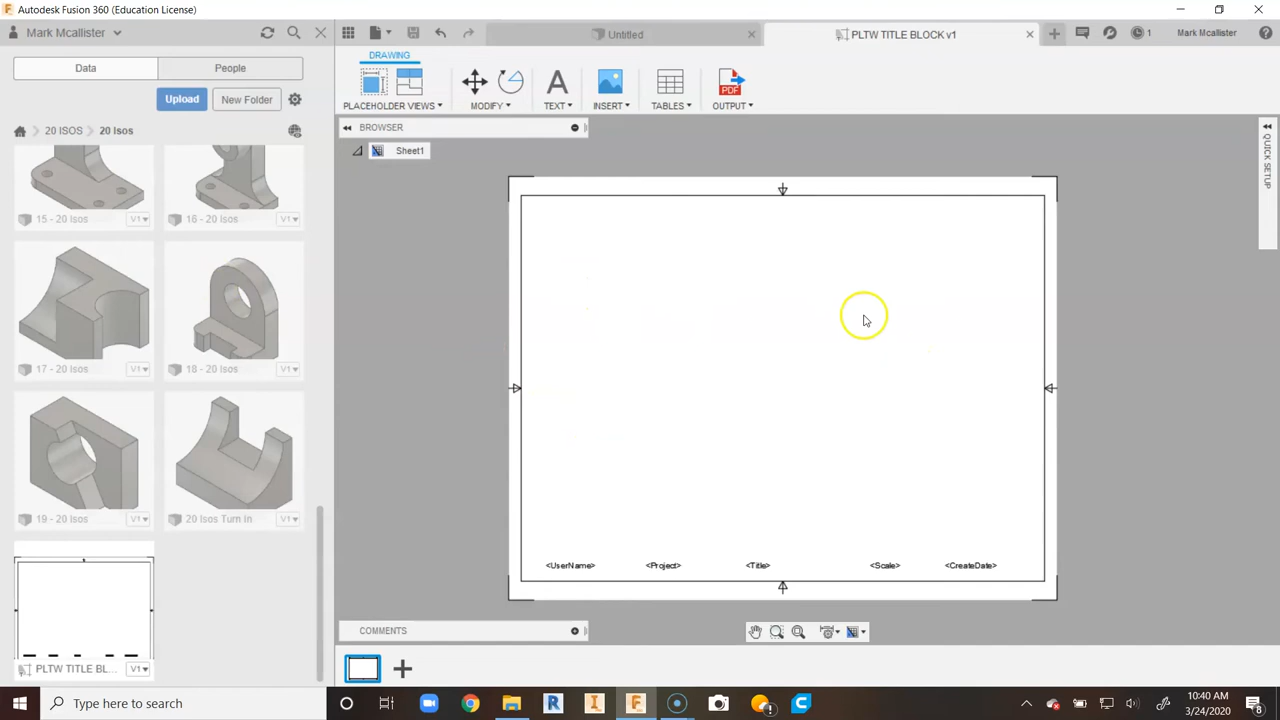 Autodesk Fusion 360 (Education License)
Mark Mcallister
Untitled
PLTW TITLE BLOCK v1
1
Mark Mcallister
Data
People
DRAWING
Upload
New Folder
PLACEHOLDER VIEWS
MODIFY
TEXT
INSERT
TABLES
PDF
OUTPUT
20 ISOS
20 Isos
BROWSER
QUICK SETUP
Sheet1
15 - 20 Isos
V1
16 - 20 Isos
V1
17 - 20 Isos
V1
18 - 20 Isos
V1
19 - 20 Isos
V1
20 Isos Turn In
V1
<UserName>
<Project>
<Title>
<Scale>
<CreateDate>
COMMENTS
PLTW TITLE BL...
V1
Type here to search
10:40 AM
3/24/2020